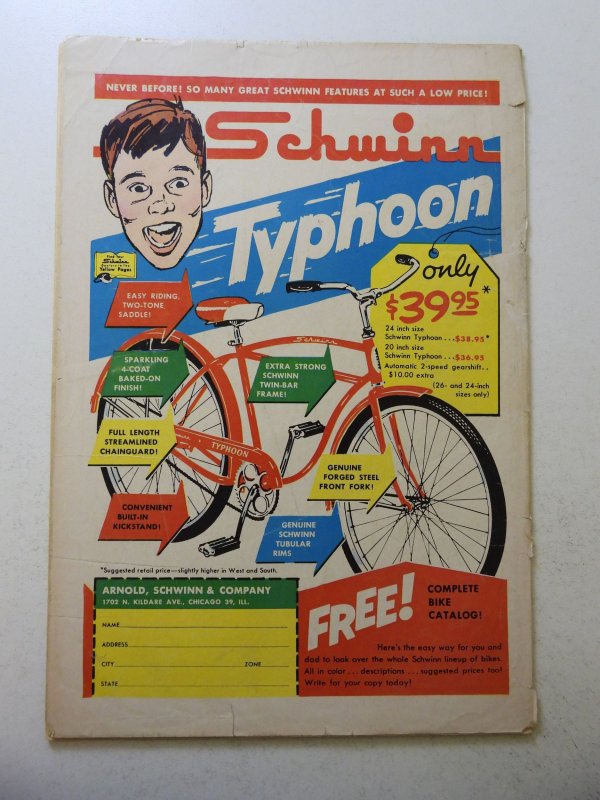 NEVER BEFORE! SO MANY GREAT SCHWINN FEATURES AT SUCH A LOW PRICE!
Schwinn
Typhoon
Find Your
Schwinn
Yellow Pages
only
$39.95*
24 inch size
Schwinn Typhoon...$38.95*
20 inch size
Schwinn Typhoon...$36.95
Automatic 2-speed gearshift..
$10.00 extra
(26- and 24-inch
sizes only)
EASY RIDING,
TWO-TONE
SADDLE!
SPARKLING
4-COAT
BAKED-ON
FINISH!
Schwinn
EXTRA STRONG
SCHWINN
TWIN-BAR
FRAME!
FULL LENGTH
STREAMLINED
CHAINGUARD!
TYPHOON
GENUINE
FORGED STEEL
FRONT FORK!
CONVENIENT
BUILT-IN
KICKSTAND!
GENUINE
SCHWINN
TUBULAR
RIMS
*Suggested retail price—slightly higher in West and South.
ARNOLD, SCHWINN & COMPANY
1702 N. KILDARE AVE., CHICAGO 39, ILL.
NAME
ADDRESS
CITY ZONE
STATE
FREE!
COMPLETE
BIKE
CATALOG!
Here's the easy way for you and
dad to look over the whole Schwinn lineup of bikes.
All in color...descriptions...suggested prices too!
Write for your copy today!